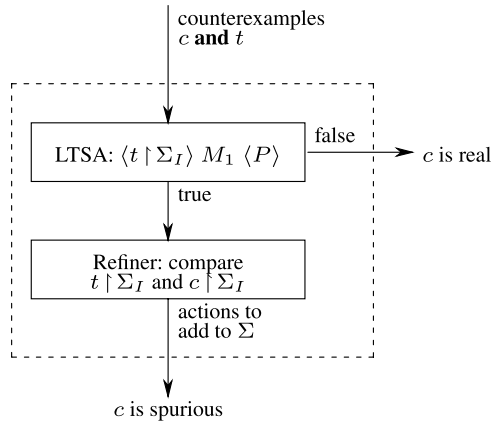 counterexamples
c and t
LTSA: ⟨t↾Σ_I⟩ M_1 ⟨P⟩
false
c is real
true
Refiner: compare
t↾Σ_I and c↾Σ_I
actions to
add to Σ
c is spurious